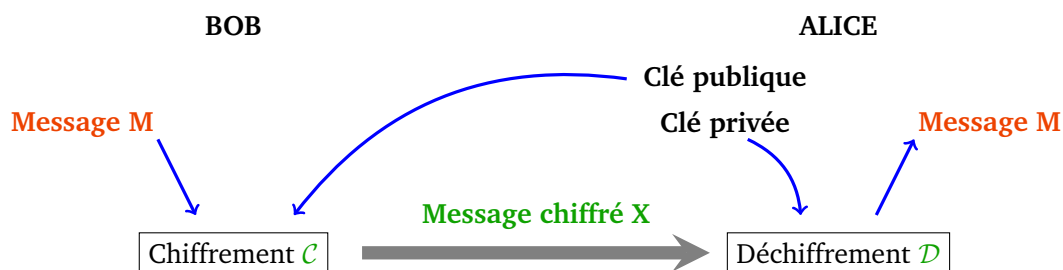 BOB
ALICE
Clé publique
Message M
Clé privée
Message M
Message chiffré X
Chiffrement 𝒞
Déchiffrement 𝒟